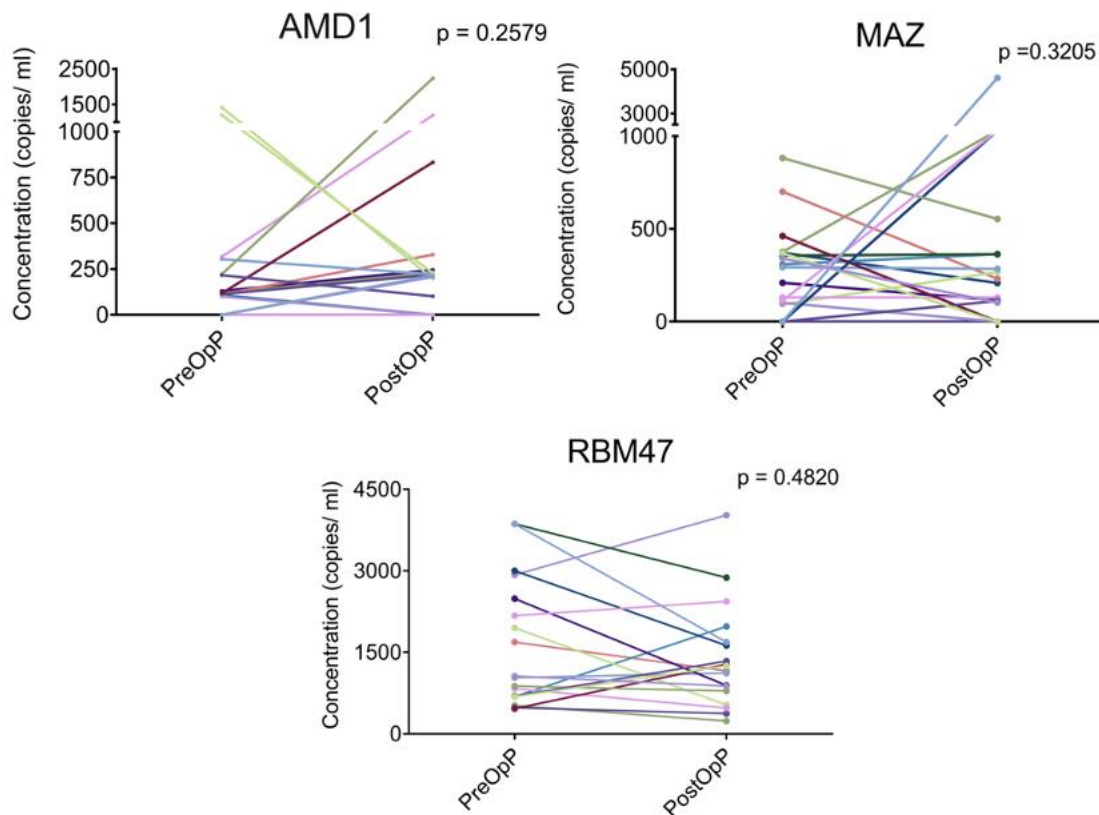 AMD1
p = 0.2579
Concentration (copies/ ml)
2500
1500
1000
750
500
250
0
PreOpP
PostOpP
MAZ
p =0.3205
Concentration (copies/ ml)
5000
3000
1000
500
0
PreOpP
PostOpP
RBM47
p = 0.4820
Concentration (copies/ ml)
4500
3000
1500
0
PreOpP
PostOpP